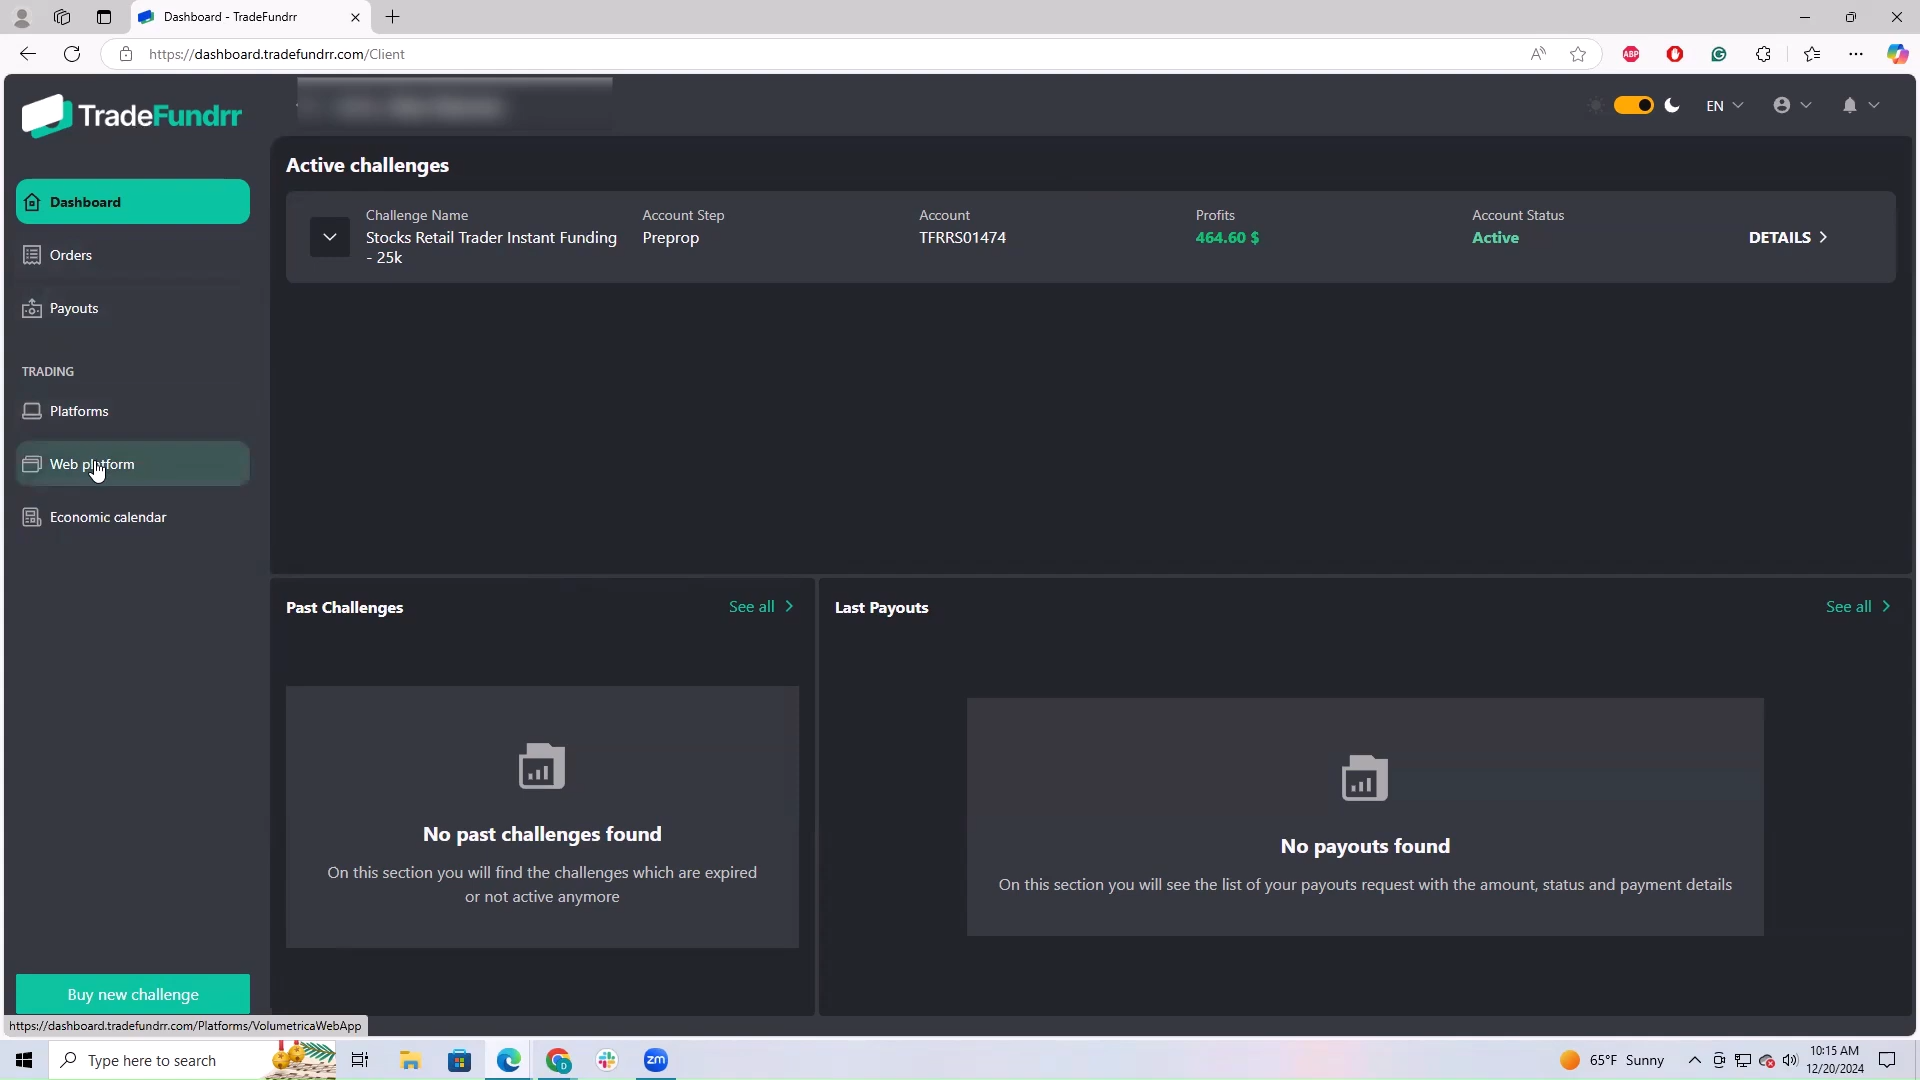 Dashboard - TradeFundrr
https://dashboard.tradefundrr.com/Client
ABP
TradeFundrr
EN
Dashboard
Orders
Payouts
TRADING
Platforms
Web platform
Economic calendar
Buy new challenge
Active challenges
Challenge Name
Stocks Retail Trader Instant Funding
- 25k
Account Step
Preprop
Account
TFRRS01474
Profits
464.60 $
Account Status
Active
DETAILS
Past Challenges
See all
No past challenges found
On this section you will find the challenges which are expired
or not active anymore
Last Payouts
See all
No payouts found
On this section you will see the list of your payouts request with the amount, status and payment details
https://dashboard.tradefundrr.com/Platforms/VolumetricaWebApp
Type here to search
D
zm
65°F Sunny
10:15 AM
12/20/2024